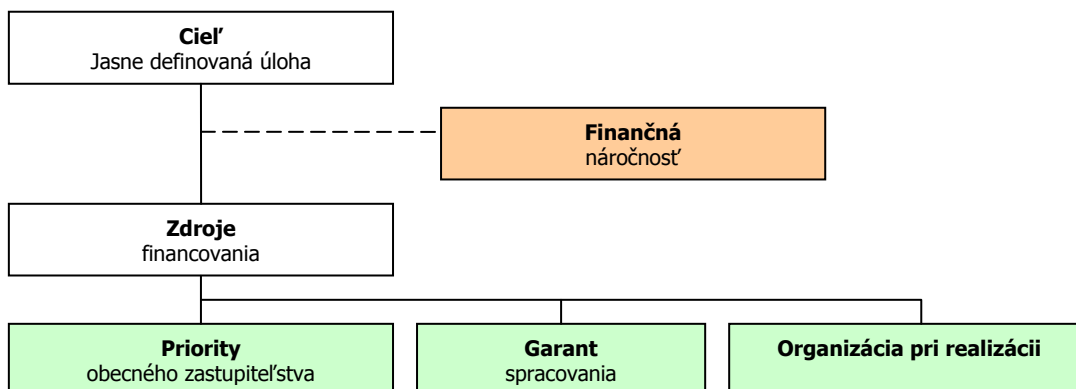 Cieľ
Jasne definovaná úloha
Finančná
náročnosť
Zdroje
financovania
Priority
obecného zastupiteľstva
Garant
spracovania
Organizácia pri realizácii